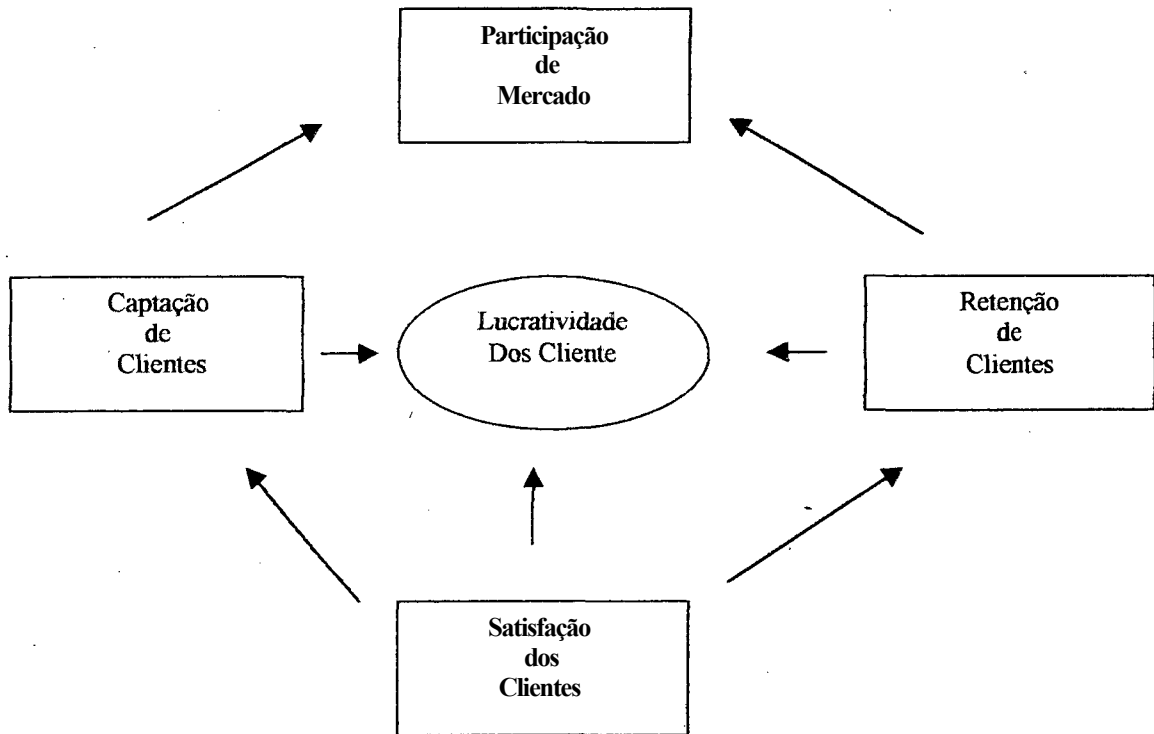 Participação
de
Mercado
Captação
de
Clientes
Lucratividade
Dos Cliente
Retenção
de
Clientes
Satisfação
dos
Clientes